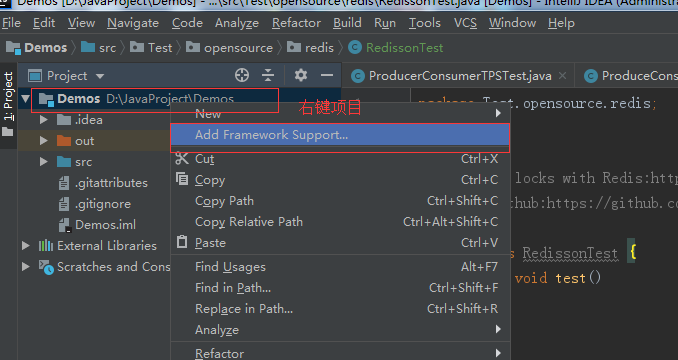 Demos [D:\JavaProject\Demos] - ...\src\Test\opensource\redis\RedissonTest.java [Demos] - IntelliJ IDEA (Administra
File Edit View Navigate Code Analyze Refactor Build Run Tools VCS Window Help
Demos src Test opensource redis RedissonTest
1: Project
Project
ProducerConsumerTPSTest.java ProduceCons
Demos D:\JavaProject\Demos
右键项目
package Test.opensource.redis;
New
.idea
Add Framework Support...
out
Cut Ctrl+X
src
Copy Ctrl+C
locks with Redis:http
.gitattributes
Copy Path Ctrl+Shift+C
hub:https://github.co
.gitignore
Copy Relative Path Ctrl+Alt+Shift+C
Demos.iml
Paste Ctrl+V
External Libraries
s RedissonTest {
Scratches and Cons
Find Usages Alt+F7
void test()
Find in Path... Ctrl+Shift+F
Replace in Path... Ctrl+Shift+R
Analyze
Refactor